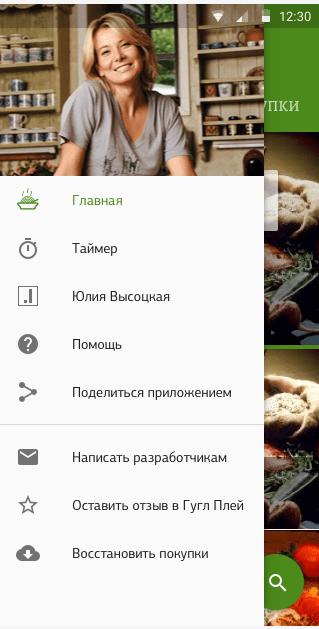 12:30
упки
Главная
Таймер
Юлия Высоцкая
Помощь
Поделиться приложением
Написать разработчикам
Оставить отзыв в Гугл Плей
Восстановить покупки